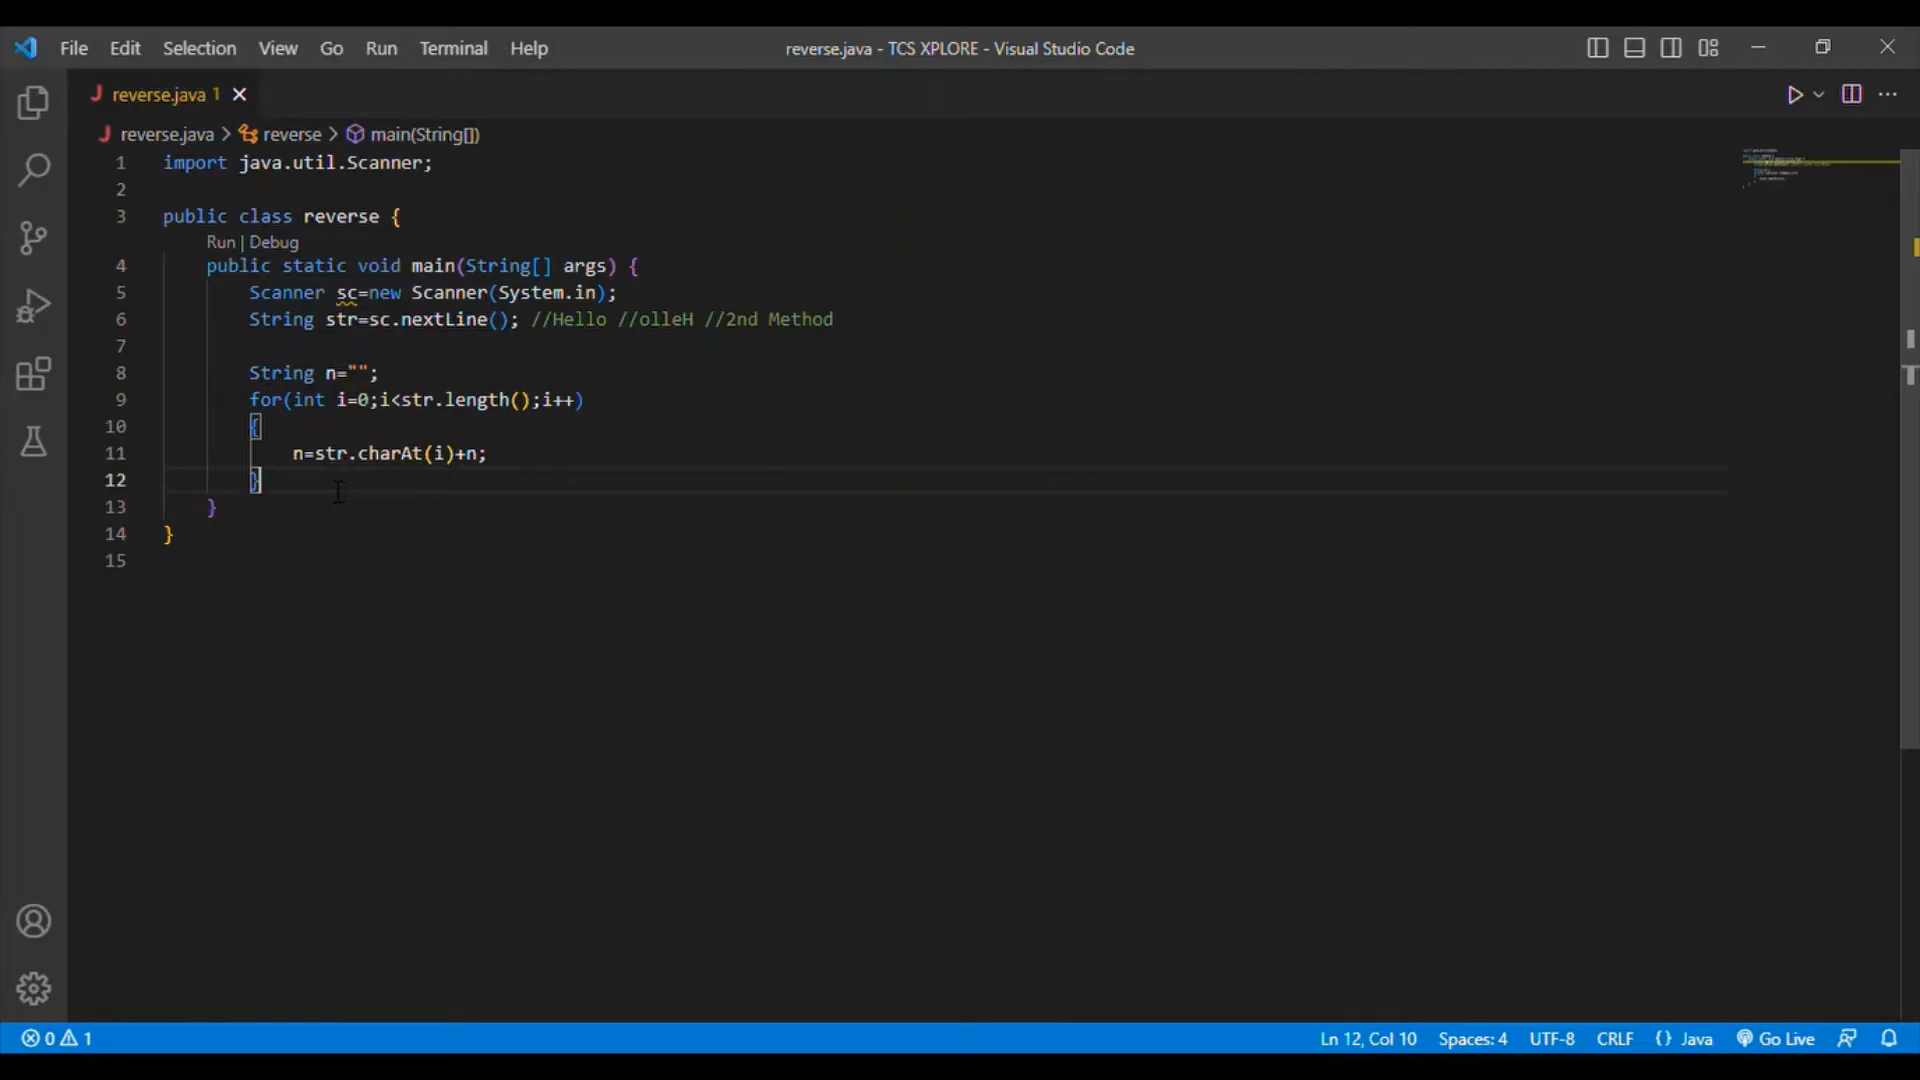 File Edit Selection View Go Run Terminal Help reverse.java - TCS XPLORE - Visual Studio Code
reverse.java 1
reverse.java > reverse > main(String[])
1 import java.util.Scanner;
2
3 public class reverse {
Run | Debug
4 public static void main(String[] args) {
5 Scanner sc=new Scanner(System.in);
6 String str=sc.nextLine(); //Hello //olleH //2nd Method
7
8 String n="";
9 for(int i=0;i<str.length();i++)
10 {
11 n=str.charAt(i)+n;
12 }
13 }
14 }
15
0 1 Ln 12, Col 10 Spaces: 4 UTF-8 CRLF {} Java Go Live